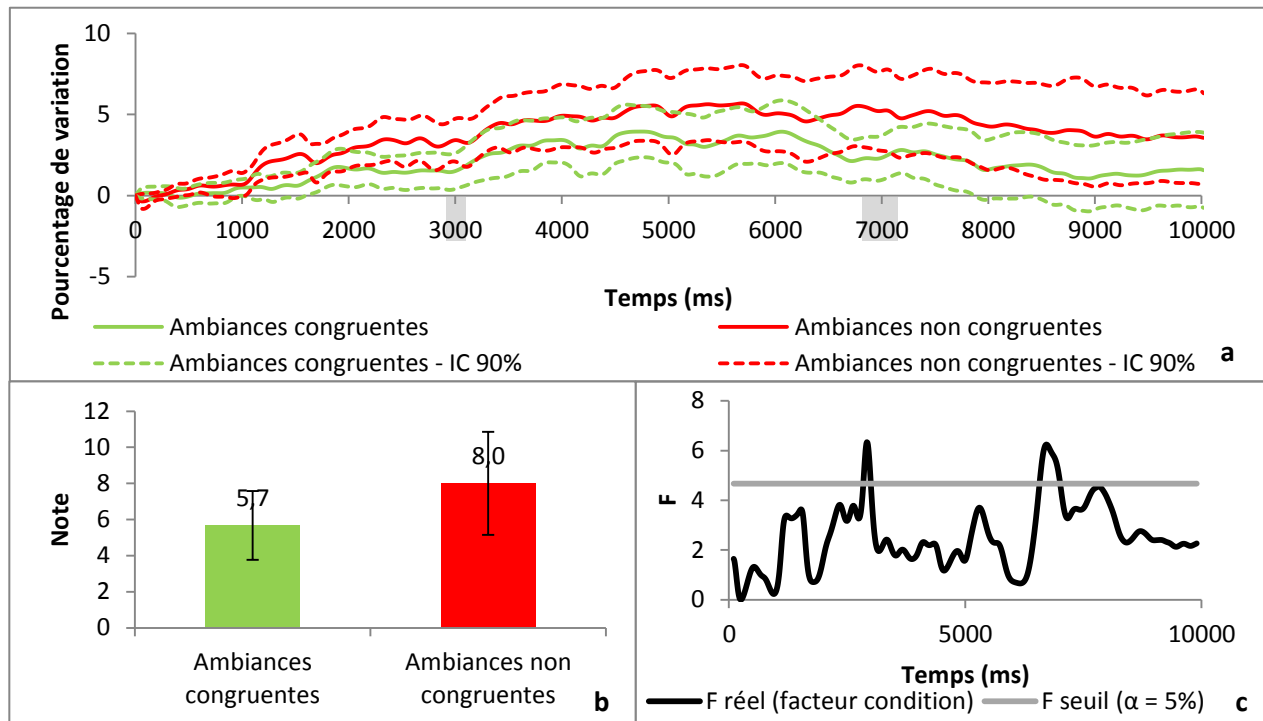 Pourcentage de variation
10
5
0
-5
0 1000 2000 3000 4000 5000 6000 7000 8000 9000 10000
Temps (ms)
Ambiances congruentes
Ambiances non congruentes
Ambiances congruentes - IC 90%
Ambiances non congruentes - IC 90%
a
Note
12
10
8
6
4
2
0
5,7
8,0
Ambiances
congruentes
Ambiances non
congruentes
b
F
8
6
4
2
0
0 5000 10000
Temps (ms)
F réel (facteur condition)
F seuil (α = 5%)
c